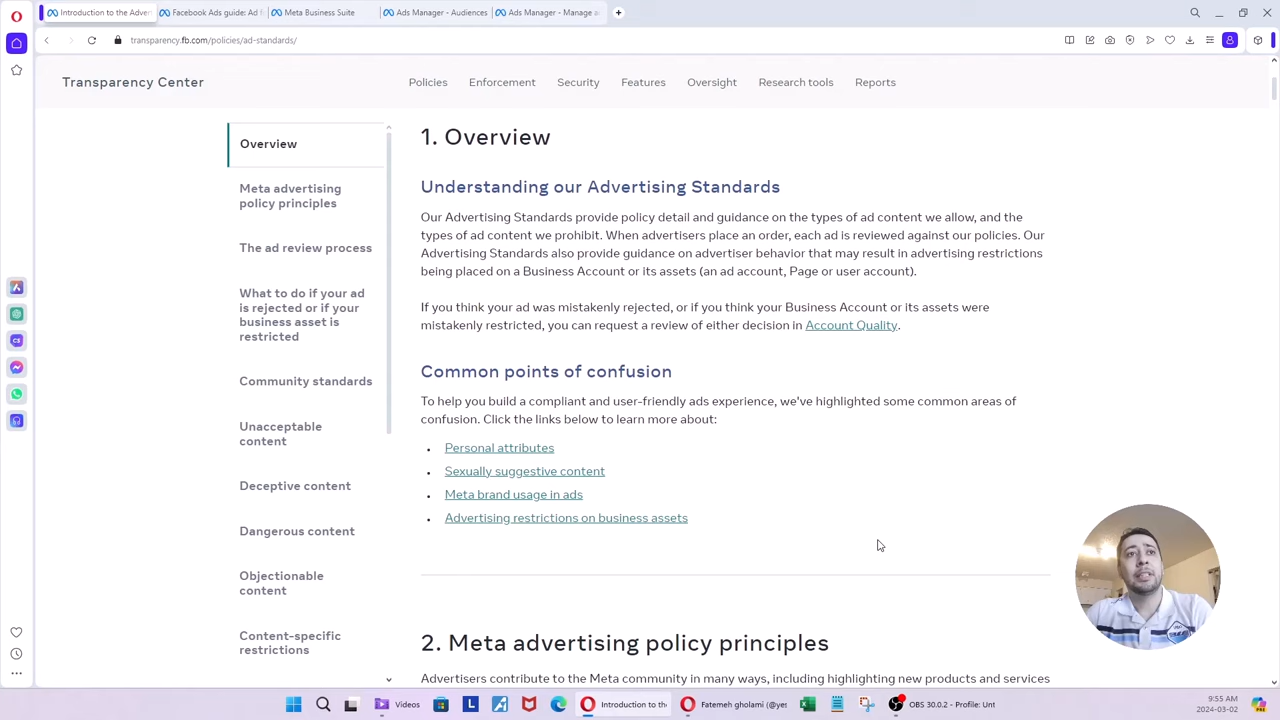 Introduction to the Advert
Facebook Ads guide: Ad
Meta Business Suite
Ads Manager - Audiences
Ads Manager - Manage a
transparency.fb.com/policies/ad-standards/
Transparency Center
Policies
Enforcement
Security
Features
Oversight
Research tools
Reports
Overview
Meta advertising
policy principles
The ad review process
What to do if your ad
is rejected or if your
business asset is
restricted
Community standards
Unacceptable
content
Deceptive content
Dangerous content
Objectionable
content
Content-specific
restrictions
1. Overview
Understanding our Advertising Standards
Our Advertising Standards provide policy detail and guidance on the types of ad content we allow, and the
types of ad content we prohibit. When advertisers place an order, each ad is reviewed against our policies. Our
Advertising Standards also provide guidance on advertiser behavior that may result in advertising restrictions
being placed on a Business Account or its assets (an ad account, Page or user account).
If you think your ad was mistakenly rejected, or if you think your Business Account or its assets were
mistakenly restricted, you can request a review of either decision in Account Quality.
Common points of confusion
To help you build a compliant and user-friendly ads experience, we've highlighted some common areas of
confusion. Click the links below to learn more about:
• Personal attributes
• Sexually suggestive content
• Meta brand usage in ads
• Advertising restrictions on business assets
2. Meta advertising policy principles
Advertisers contribute to the Meta community in many ways, including highlighting new products and services
Videos
Introduction to the
Fatemeh gholami (@yes
OBS 30.0.2 - Profile: Unt
9:55 AM
2024-03-02